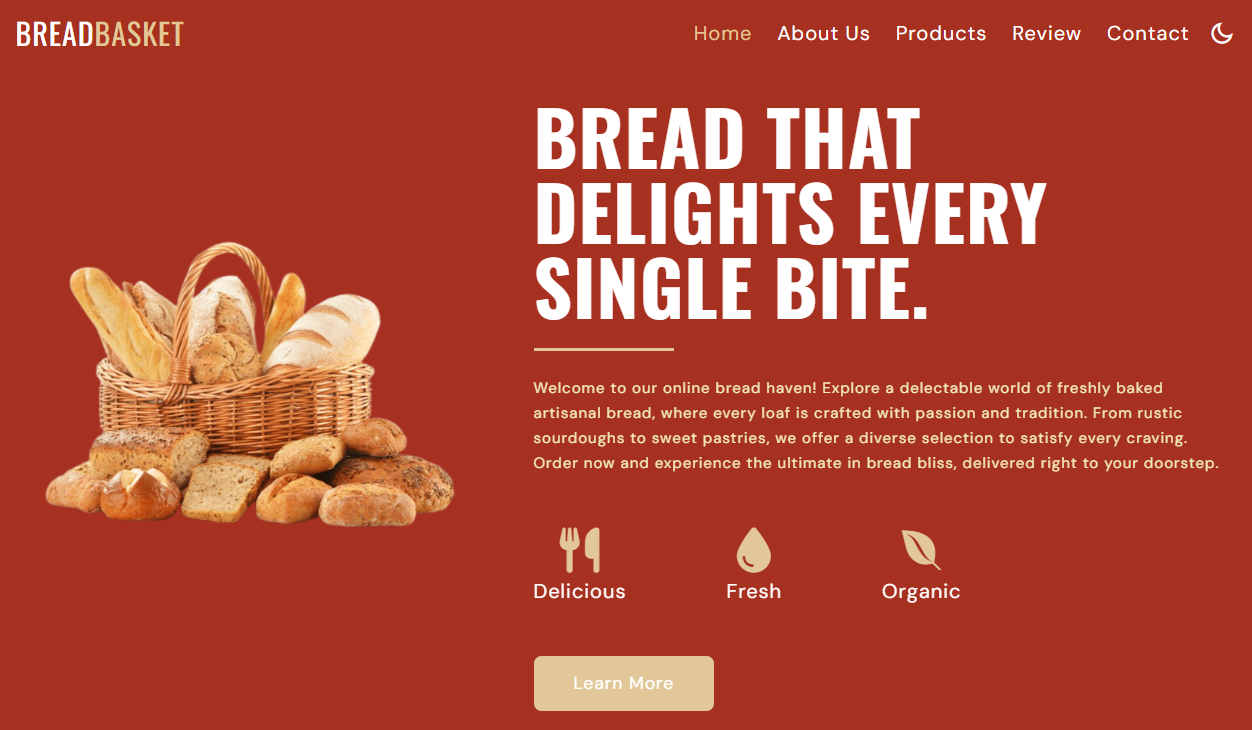 BREADBASKET
Home About Us Products Review Contact
BREAD THAT
DELIGHTS EVERY
SINGLE BITE.
Welcome to our online bread haven! Explore a delectable world of freshly baked
artisanal bread, where every loaf is crafted with passion and tradition. From rustic
sourdoughs to sweet pastries, we offer a diverse selection to satisfy every craving.
Order now and experience the ultimate in bread bliss, delivered right to your doorstep.
Delicious Fresh Organic
Learn More